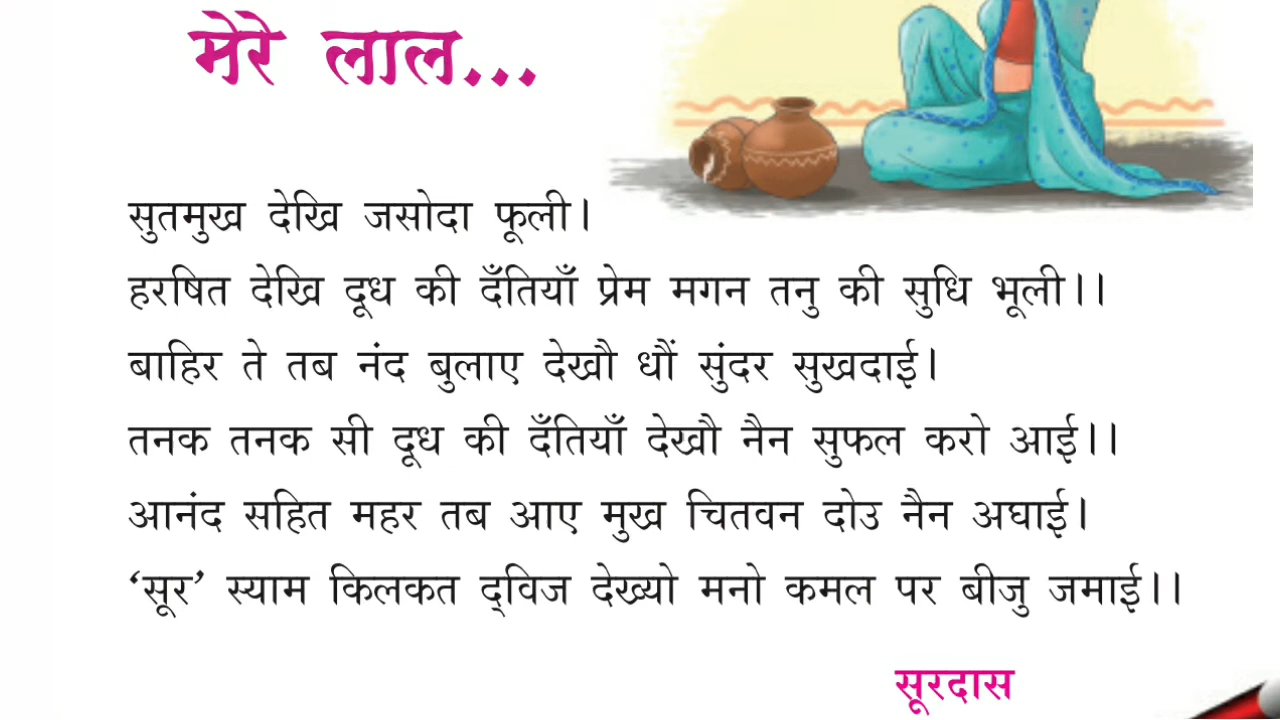 मेरे लाल...
सुतमुख देखि जसोदा फूली।
हरषित देखि दूध की दँतियाँ प्रेम मगन तनु की सुधि भूली।।
बाहिर ते तब नंद बुलाए देखौ धौं सुंदर सुखदाई।
तनक तनक सी दूध की दँतियाँ देखौ नैन सुफल करो आई।।
आनंद सहित महर तब आए मुख चितवन दोउ नैन अघाई।
‘सूर’ स्याम किलकत द्‌विज देख्यो मनो कमल पर बीजु जमाई।।
सूरदास